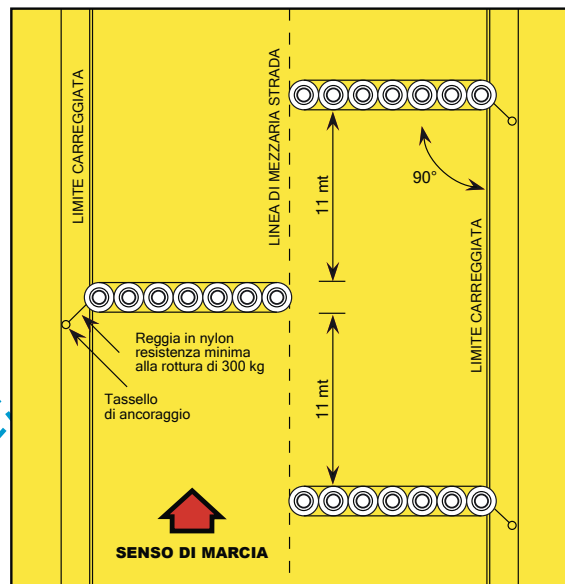 LIMITE CARREGGIATA
LINEA DI MEZZARIA STRADA
11 mt
90°
LIMITE CARREGGIATA
Reggia in nylon
resistenza minima
alla rottura di 300 kg
Tassello
di ancoraggio
11 mt
SENSO DI MARCIA